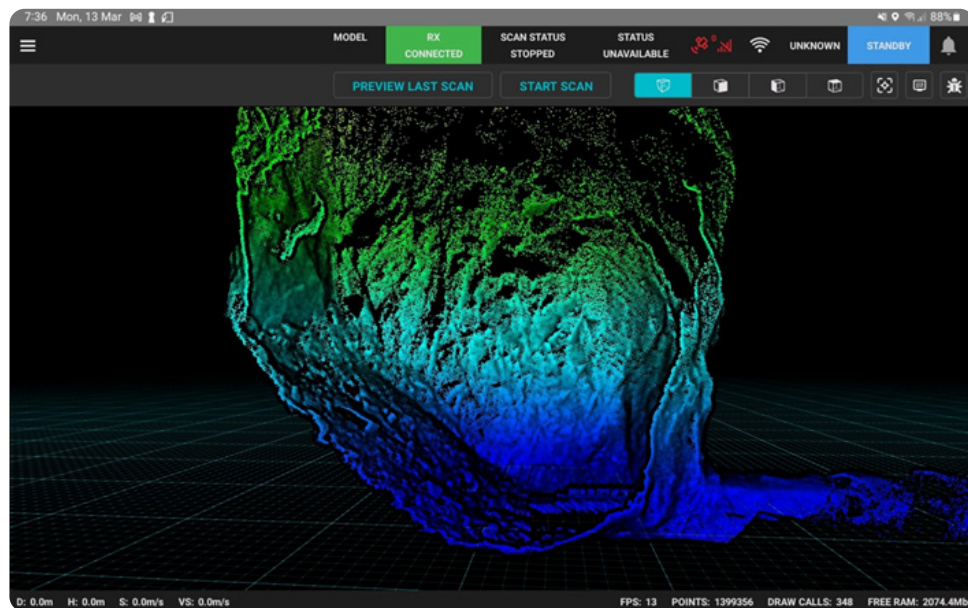 7:36 Mon, 13 Mar 88%
MODEL RX CONNECTED SCAN STATUS STOPPED STATUS UNAVAILABLE 0 UNKNOWN STANDBY
PREVIEW LAST SCAN START SCAN
D: 0.0m H: 0.0m S: 0.0m/s VS: 0.0m/s FPS: 13 POINTS: 1399356 DRAW CALLS: 348 FREE RAM: 2074.4Mb